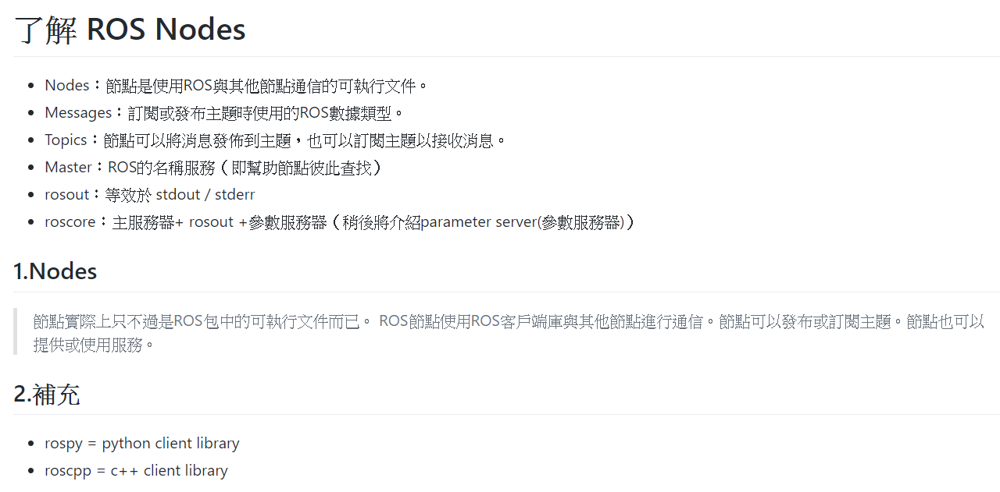 了解 ROS Nodes
Nodes：節點是使用ROS與其他節點通信的可執行文件。
Messages：訂閱或發布主題時使用的ROS數據類型。
Topics：節點可以將消息發佈到主題，也可以訂閱主題以接收消息。
Master：ROS的名稱服務（即幫助節點彼此查找）
rosout：等效於 stdout / stderr
roscore：主服務器+ rosout +參數服務器（稍後將介紹parameter server(參數服務器)）
1.Nodes
節點實際上只不過是ROS包中的可執行文件而已。 ROS節點使用ROS客戶端庫與其他節點進行通信。節點可以發布或訂閱主題。節點也可以
提供或使用服務。
2.補充
rospy = python client library
roscpp = c++ client library